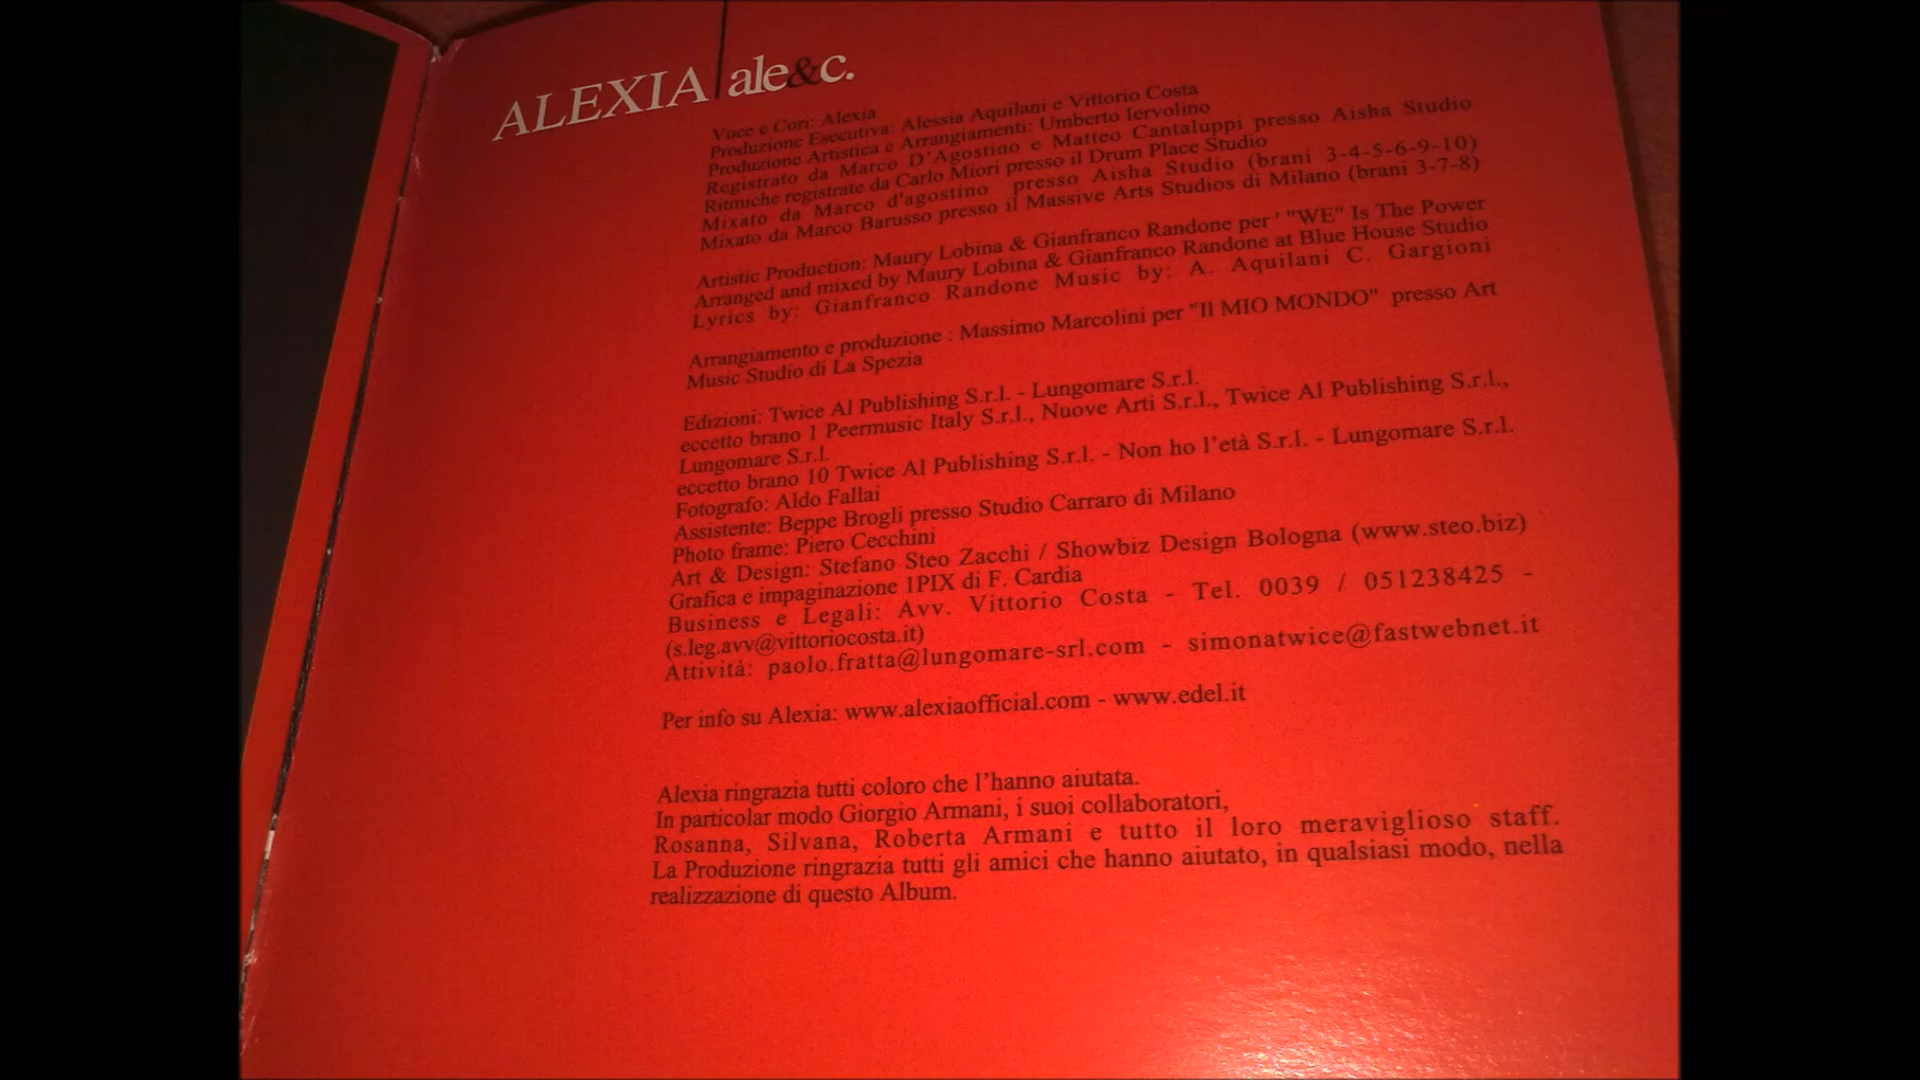 ALEXIA ale&c.
Voce e Cori: Alexia
Produzione Esecutiva: Alessia Aquilani e Vittorio Costa
Produzione Artistica e Arrangiamenti: Umberto Iervolino
Registrato da Marco D'Agostino e Matteo Cantaluppi presso Aisha Studio
Ritmiche registrate da Carlo Miori presso il Drum Place Studio
Mixato da Marco d'agostino presso Aisha Studio (brani 3-4-5-6-9-10)
Mixato da Marco Barusso presso il Massive Arts Studios di Milano (brani 3-7-8)
Artistic Production: Maury Lobina & Gianfranco Randone per ' "WE" Is The Power
Arranged and mixed by Maury Lobina & Gianfranco Randone at Blue House Studio
Lyrics by: Gianfranco Randone Music by: A. Aquilani C. Gargioni
Arrangiamento e produzione : Massimo Marcolini per "Il MIO MONDO" presso Art
Music Studio di La Spezia
Edizioni: Twice Al Publishing S.r.l. - Lungomare S.r.l.
eccetto brano 1 Peermusic Italy S.r.l., Nuove Arti S.r.l., Twice Al Publishing S.r.l.,
Lungomare S.r.l.
eccetto brano 10 Twice Al Publishing S.r.l. - Non ho l'età S.r.l. - Lungomare S.r.l.
Fotografo: Aldo Fallai
Assistente: Beppe Brogli presso Studio Carraro di Milano
Photo frame: Piero Cecchini
Art & Design: Stefano Steo Zacchi / Showbiz Design Bologna (www.steo.biz)
Grafica e impaginazione 1PIX di F. Cardia
Business e Legali: Avv. Vittorio Costa - Tel. 0039 / 051238425 -
(s.leg.avv@vittoriocosta.it)
Attività: paolo.fratta@lungomare-srl.com - simonatwice@fastwebnet.it
Per info su Alexia: www.alexiaofficial.com - www.edel.it
Alexia ringrazia tutti coloro che l'hanno aiutata.
In particolar modo Giorgio Armani, i suoi collaboratori,
Rosanna, Silvana, Roberta Armani e tutto il loro meraviglioso staff.
La Produzione ringrazia tutti gli amici che hanno aiutato, in qualsiasi modo, nella
realizzazione di questo Album.